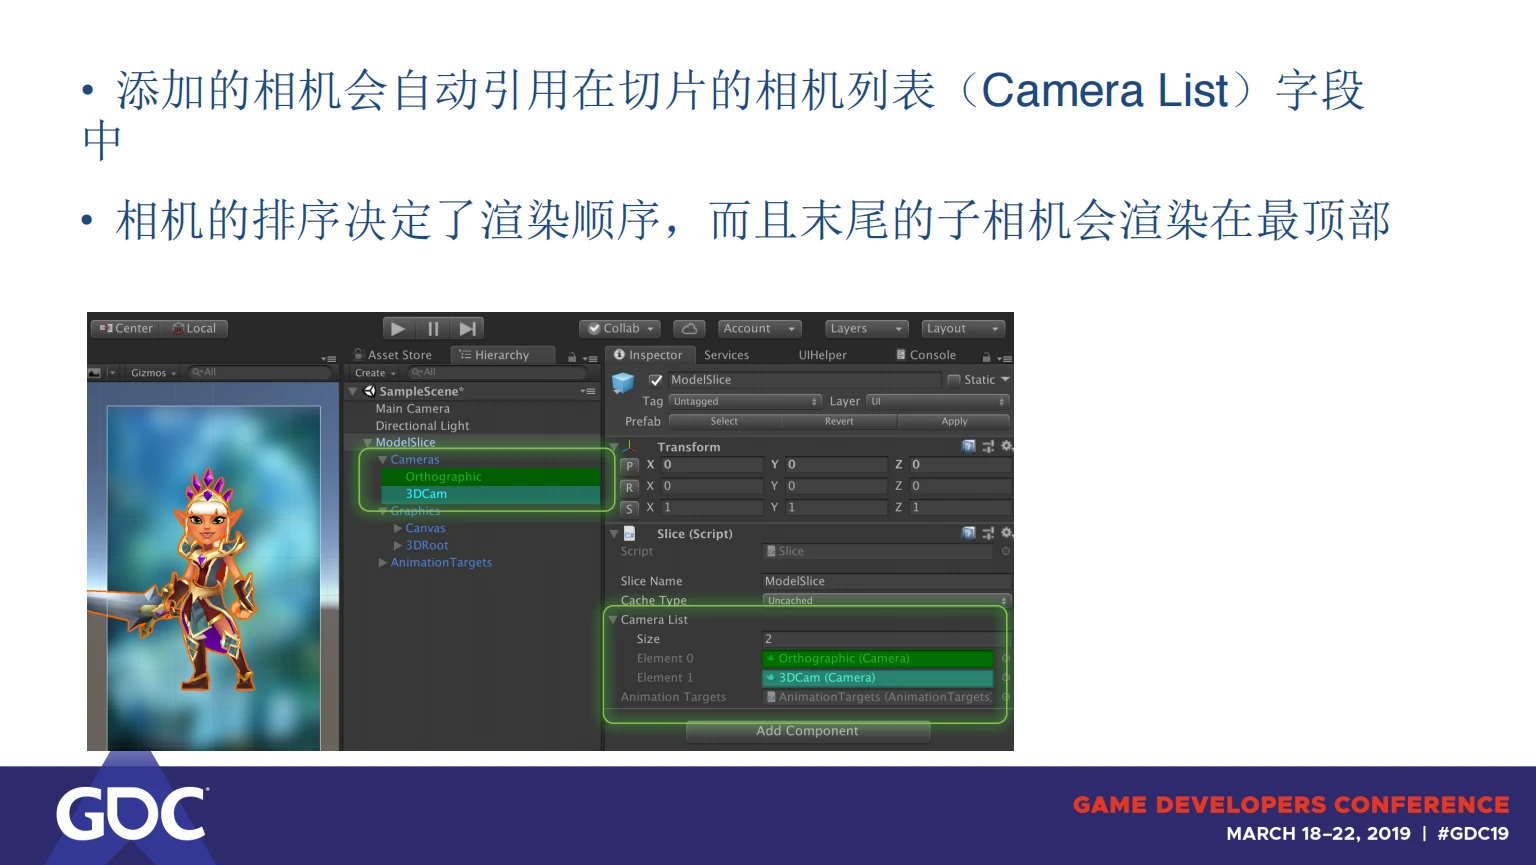 • 添加的相机会自动引用在切片的相机列表（Camera List）字段
中
• 相机的排序决定了渲染顺序，而且末尾的子相机会渲染在最顶部
Center Local Collab Account Layers Layout
Asset Store Hierarchy Inspector Services UIHelper Console
Gizmos All Create All
ModelSlice Static
SampleScene*
Main Camera
Directional Light
ModelSlice
Cameras
Orthographic
3DCam
Graphics
Canvas
3DRoot
AnimationTargets
Tag Untagged Layer UI
Prefab Select Revert Apply
Transform
P X 0 Y 0 Z 0
R X 0 Y 0 Z 0
S X 1 Y 1 Z 1
Slice (Script)
Script Slice
Slice Name ModelSlice
Cache Type Uncached
Camera List
Size 2
Element 0 Orthographic (Camera)
Element 1 3DCam (Camera)
Animation Targets AnimationTargets (AnimationTargets
Add Component
GDC
GAME DEVELOPERS CONFERENCE
MARCH 18–22, 2019 | #GDC19